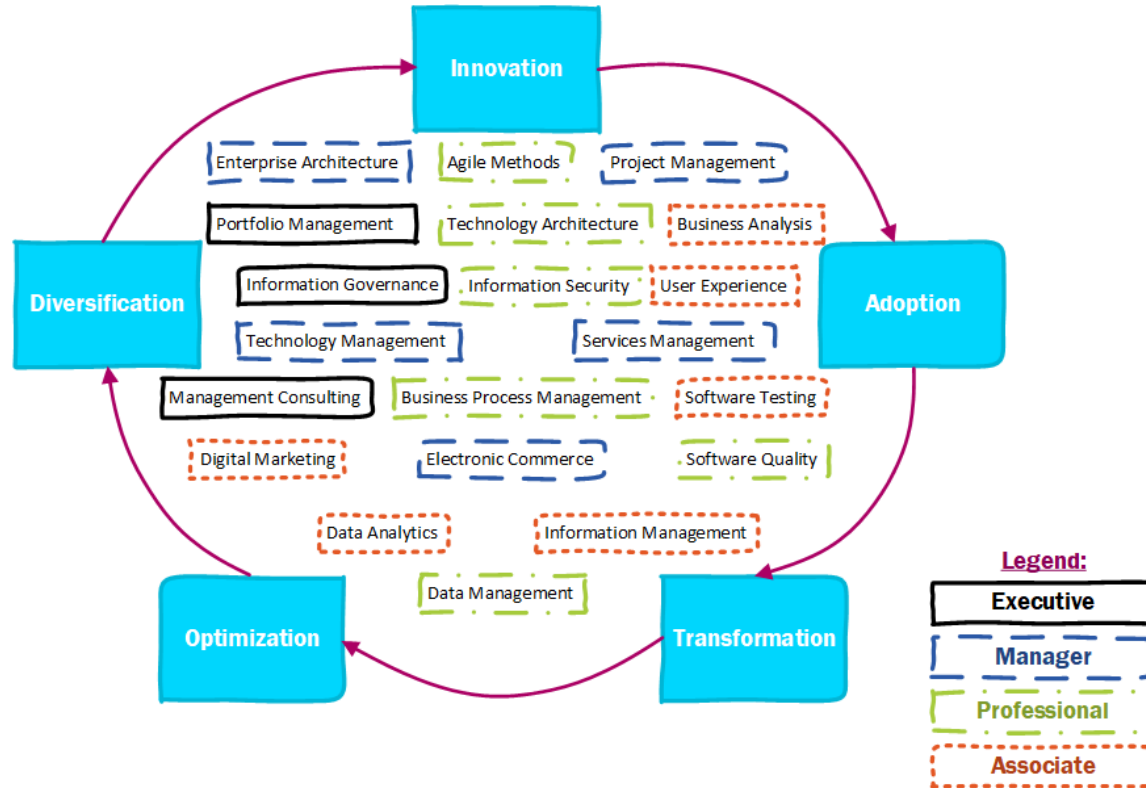 Innovation
Enterprise Architecture
Agile Methods
Project Management
Portfolio Management
Technology Architecture
Business Analysis
Diversification
Information Governance
Information Security
User Experience
Adoption
Technology Management
Services Management
Management Consulting
Business Process Management
Software Testing
Digital Marketing
Electronic Commerce
Software Quality
Data Analytics
Information Management
Data Management
Optimization
Transformation
Legend:
Executive
Manager
Professional
Associate